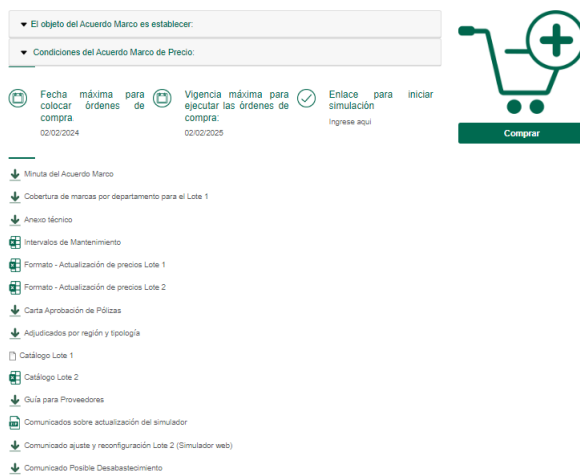 El objeto del Acuerdo Marco es establecer:
Condiciones del Acuerdo Marco de Precio:
Fecha máxima para
colocar órdenes de
compra
02/02/2024
Vigencia máxima para
ejecutar las órdenes de
compra:
02/02/2025
Enlace para iniciar
simulación
Ingrese aqui
Comprar
Minuta del Acuerdo Marco
Cobertura de marcas por departamento para el Lote 1
Anexo técnico
Intervalos de Mantenimiento
Formato - Actualización de precios Lote 1
Formato - Actualización de precios Lote 2
Carta Aprobación de Pólizas
Adjudicados por región y tipología
Catálogo Lote 1
Catálogo Lote 2
Guía para Proveedores
Comunicados sobre actualización del simulador
Comunicado ajuste y reconfiguración Lote 2 (Simulador web)
Comunicado Posible Desabastecimiento